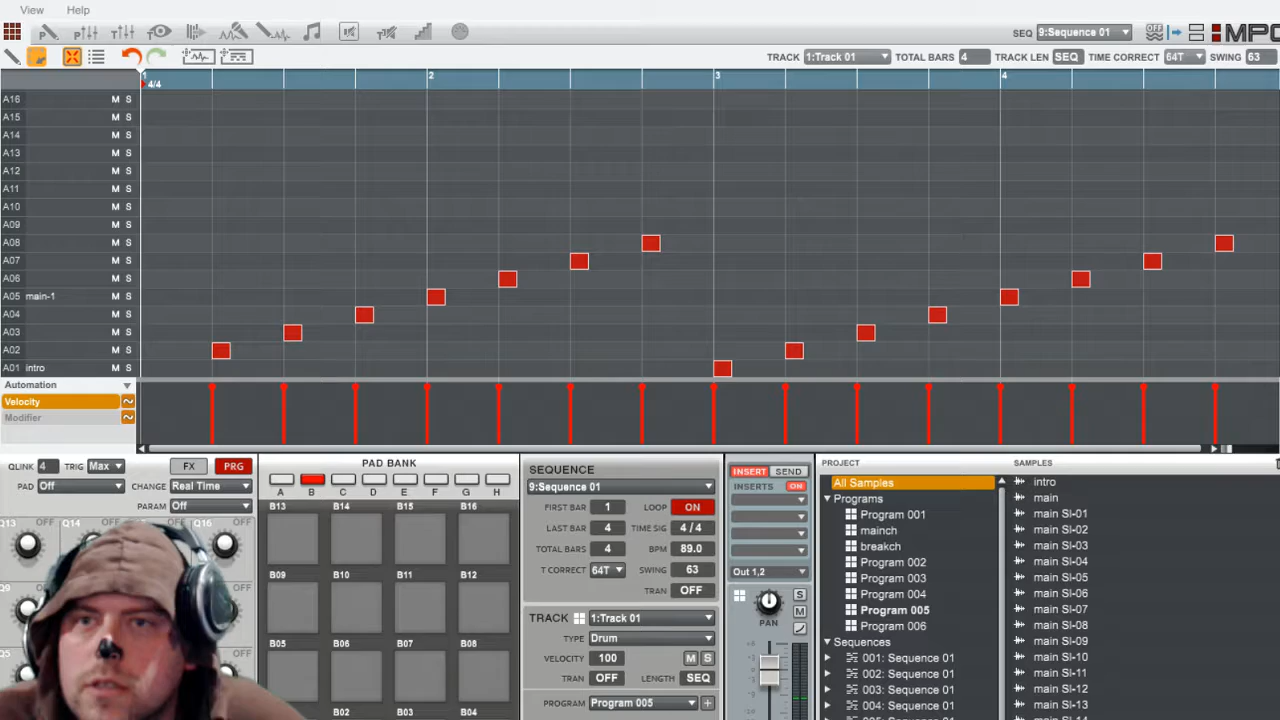 View Help
SEQ 9:Sequence 01 OFF MPC
TRACK 1:Track 01 TOTAL BARS 4 TRACK LEN SEQ TIME CORRECT 64T SWING 63
1 2 3 4
4/4
A16 M S
A15 M S
A14 M S
A13 M S
A12 M S
A11 M S
A10 M S
A09 M S
A08 M S
A07 M S
A06 M S
A05 main-1 M S
A04 M S
A03 M S
A02 M S
A01 intro M S
Automation
Velocity
Modifier
QLINK 4 TRIG Max FX PRG
PAD Off CHANGE Real Time
PARAM Off
Q13 OFF OFF OFF Q16 OFF
Q9
Q5
PAD BANK
A B C D E F G H
B13 B14 B15 B16
B09 B10 B11 B12
B05 B06 B07 B08
B02 B03 B04
SEQUENCE
9:Sequence 01
FIRST BAR 1 LOOP ON
LAST BAR 4 TIME SIG 4 / 4
TOTAL BARS 4 BPM 89.0
T CORRECT 64T SWING 63
TRAN OFF
TRACK 1:Track 01
TYPE Drum
VELOCITY 100 M S
TRAN OFF LENGTH SEQ
PROGRAM Program 005 +
INSERT SEND
INSERTS ON
Out 1,2
PAN
S
M
PROJECT
All Samples
Programs
Program 001
mainch
breakch
Program 002
Program 003
Program 004
Program 005
Program 006
Sequences
001: Sequence 01
002: Sequence 01
003: Sequence 01
004: Sequence 01
SAMPLES
intro
main
main Sl-01
main Sl-02
main Sl-03
main Sl-04
main Sl-05
main Sl-06
main Sl-07
main Sl-08
main Sl-09
main Sl-10
main Sl-11
main Sl-12
main Sl-13